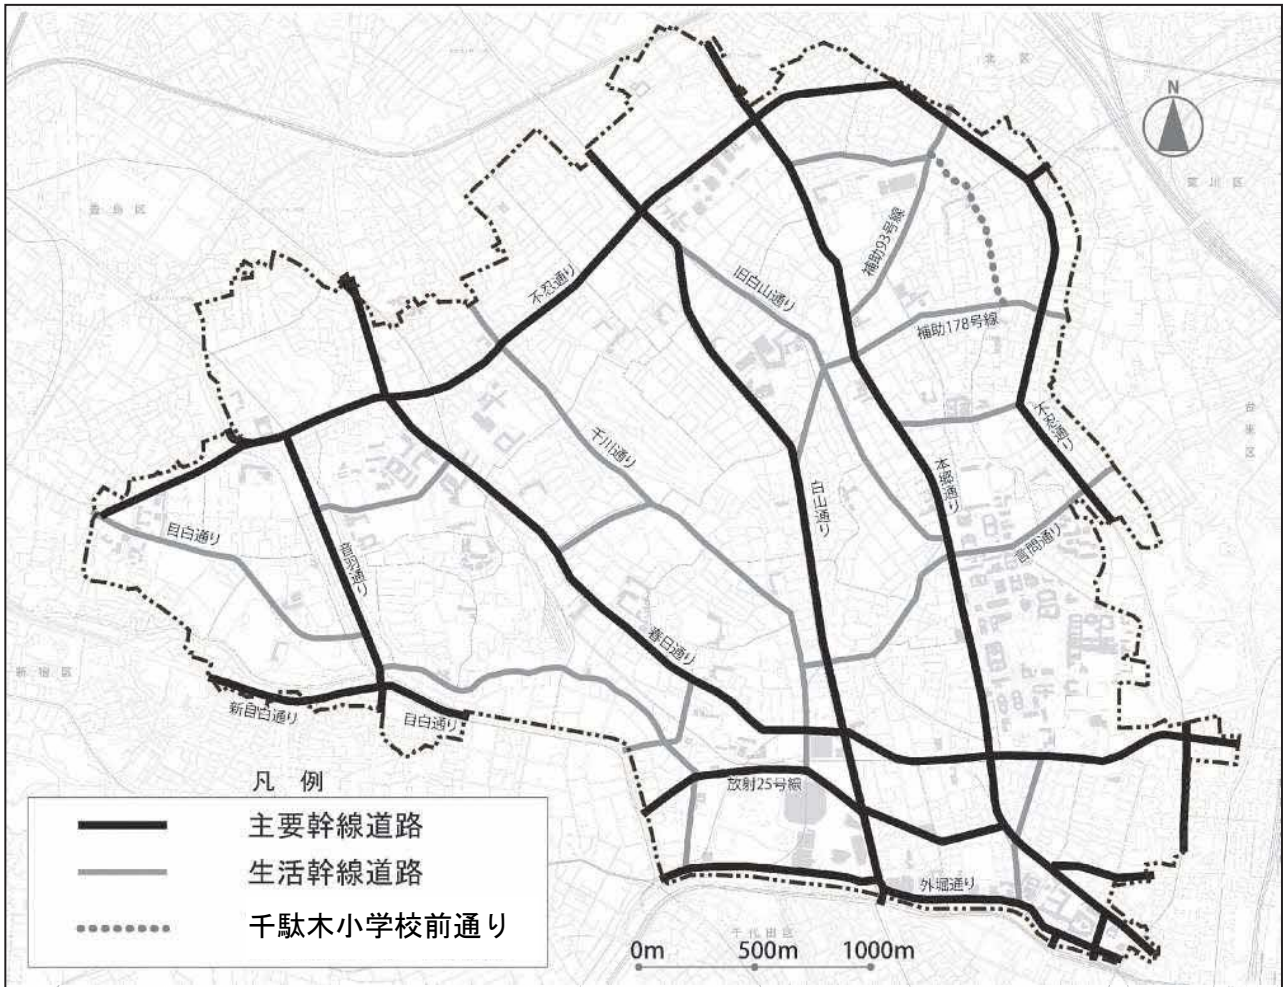 北区
N
荒川区
豊島区
補助93号線
不忍通り
旧白山通り
補助178号線
台東区
不忍通り
千川通り
本郷通り
白山通り
目白通り
言問通り
音羽通り
春日通り
新宿区
新目白通り
目白通り
放射25号線
外堀通り
千代田区
凡 例
主要幹線道路
生活幹線道路
千駄木小学校前通り
0m 500m 1000m